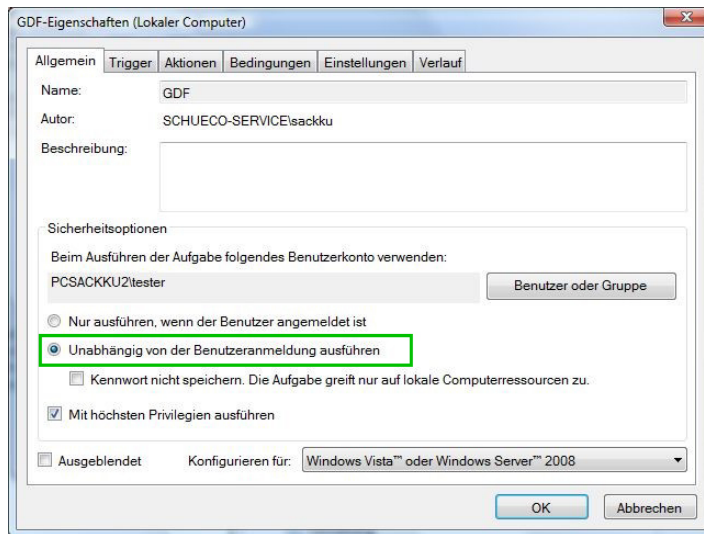 GDF-Eigenschaften (Lokaler Computer)
Allgemein Trigger Aktionen Bedingungen Einstellungen Verlauf
Name: GDF
Autor: SCHUECO-SERVICE\sackku
Beschreibung:
Sicherheitsoptionen
Beim Ausführen der Aufgabe folgendes Benutzerkonto verwenden:
PCSACKKU2\tester Benutzer oder Gruppe
Nur ausführen, wenn der Benutzer angemeldet ist
Unabhängig von der Benutzeranmeldung ausführen
Kennwort nicht speichern. Die Aufgabe greift nur auf lokale Computerressourcen zu.
Mit höchsten Privilegien ausführen
Ausgeblendet Konfigurieren für: Windows Vista™ oder Windows Server™ 2008
OK Abbrechen